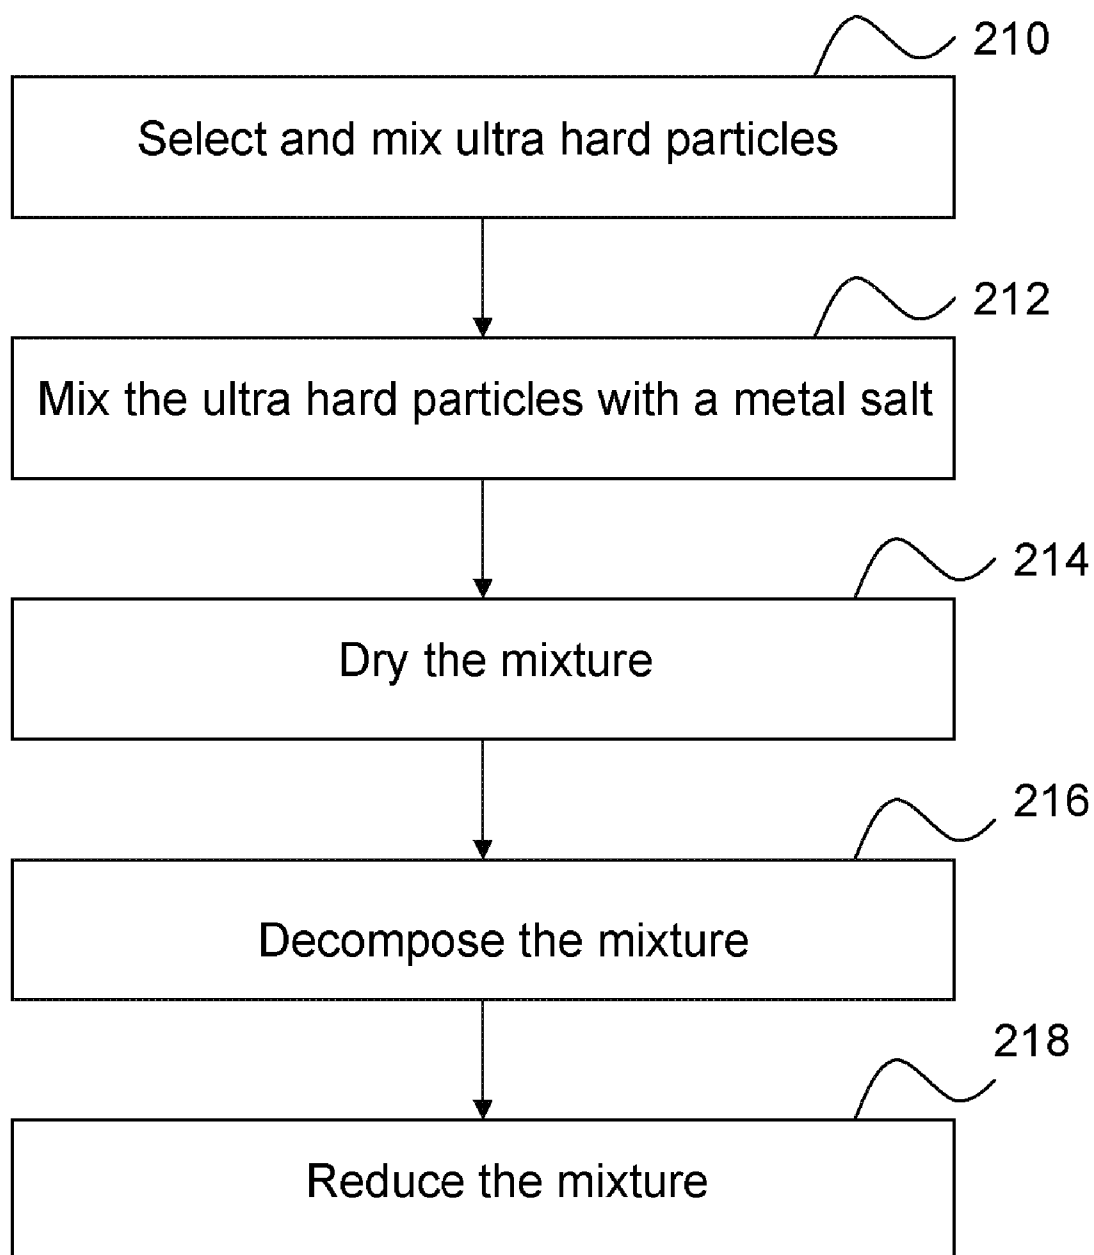 210
Select and mix ultra hard particles
212
Mix the ultra hard particles with a metal salt
214
Dry the mixture
216
Decompose the mixture
218
Reduce the mixture